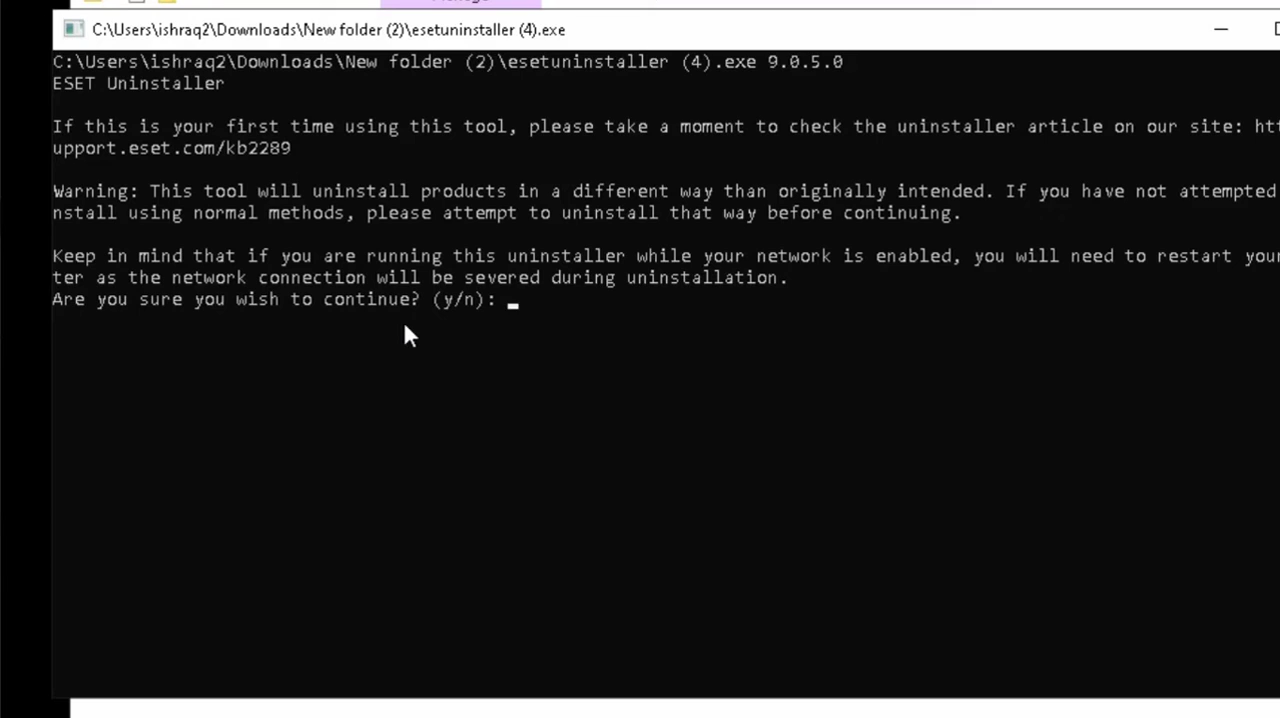 C:\Users\ishraq2\Downloads\New folder (2)\esetuninstaller (4).exe
C:\Users\ishraq2\Downloads\New folder (2)\esetuninstaller (4).exe 9.0.5.0
ESET Uninstaller
If this is your first time using this tool, please take a moment to check the uninstaller article on our site: htt
upport.eset.com/kb2289
Warning: This tool will uninstall products in a different way than originally intended. If you have not attempted
nstall using normal methods, please attempt to uninstall that way before continuing.
Keep in mind that if you are running this uninstaller while your network is enabled, you will need to restart your
ter as the network connection will be severed during uninstallation.
Are you sure you wish to continue? (y/n):